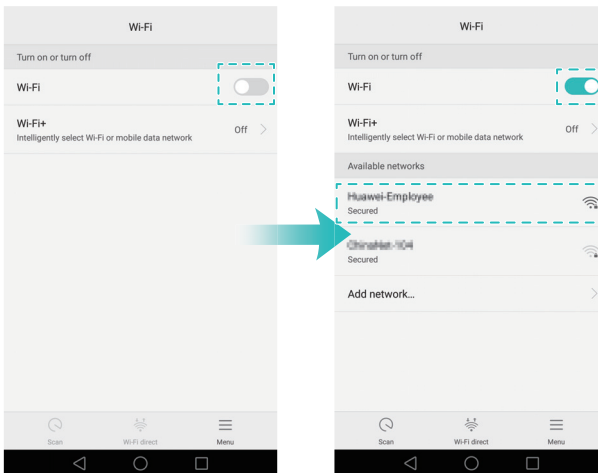 Wi-Fi
Turn on or turn off
Wi-Fi
Wi-Fi+
Intelligently select Wi-Fi or mobile data network
Off
Scan
Wi-Fi direct
Menu
Wi-Fi
Turn on or turn off
Wi-Fi
Wi-Fi+
Intelligently select Wi-Fi or mobile data network
Off
Available networks
Huawei-Employee
Secured
Secured
Add network...
Scan
Wi-Fi direct
Menu